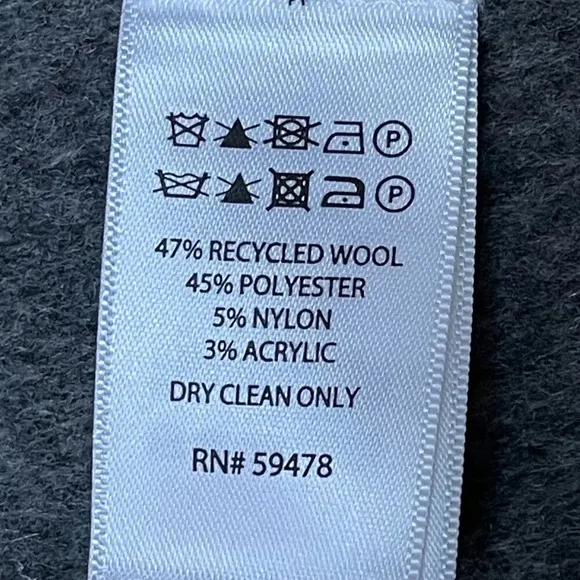 P
P
47% RECYCLED WOOL
45% POLYESTER
5% NYLON
3% ACRYLIC
DRY CLEAN ONLY
RN# 59478